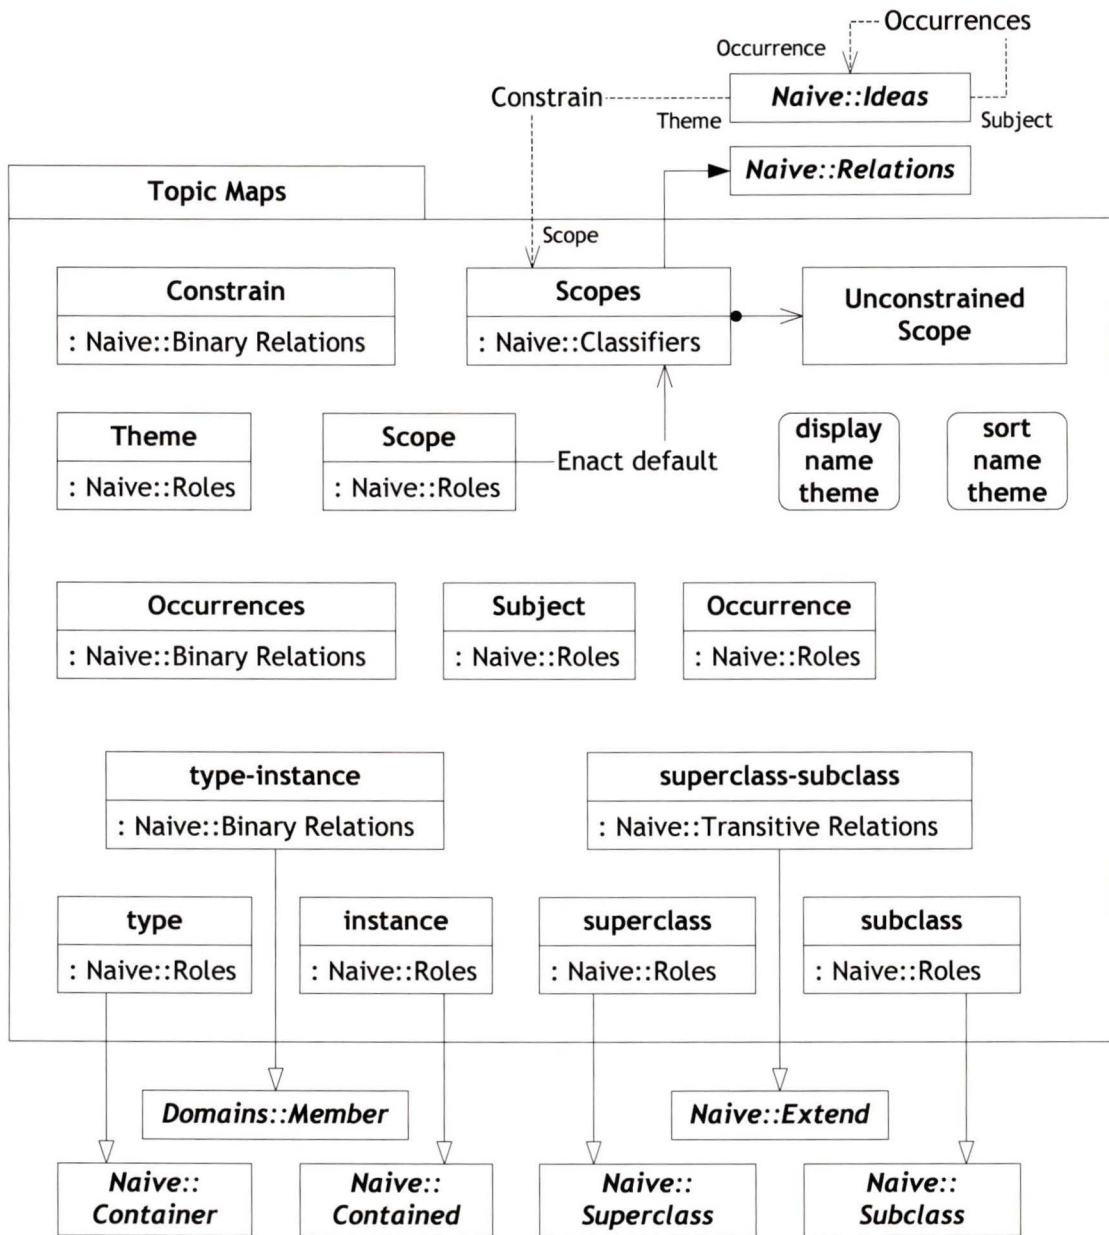 Occurrences
Occurrence
Naive::Ideas
Constrain
Theme
Subject
Naive::Relations
Topic Maps
Scope
Constrain
: Naive::Binary Relations
Scopes
: Naive::Classifiers
Unconstrained
Scope
Theme
: Naive::Roles
Scope
: Naive::Roles
Enact default
display
name
theme
sort
name
theme
Occurrences
: Naive::Binary Relations
Subject
: Naive::Roles
Occurrence
: Naive::Roles
type-instance
: Naive::Binary Relations
superclass-subclass
: Naive::Transitive Relations
type
: Naive::Roles
instance
: Naive::Roles
superclass
: Naive::Roles
subclass
: Naive::Roles
Domains::Member
Naive::Extend
Naive::
Container
Naive::
Contained
Naive::
Superclass
Naive::
Subclass